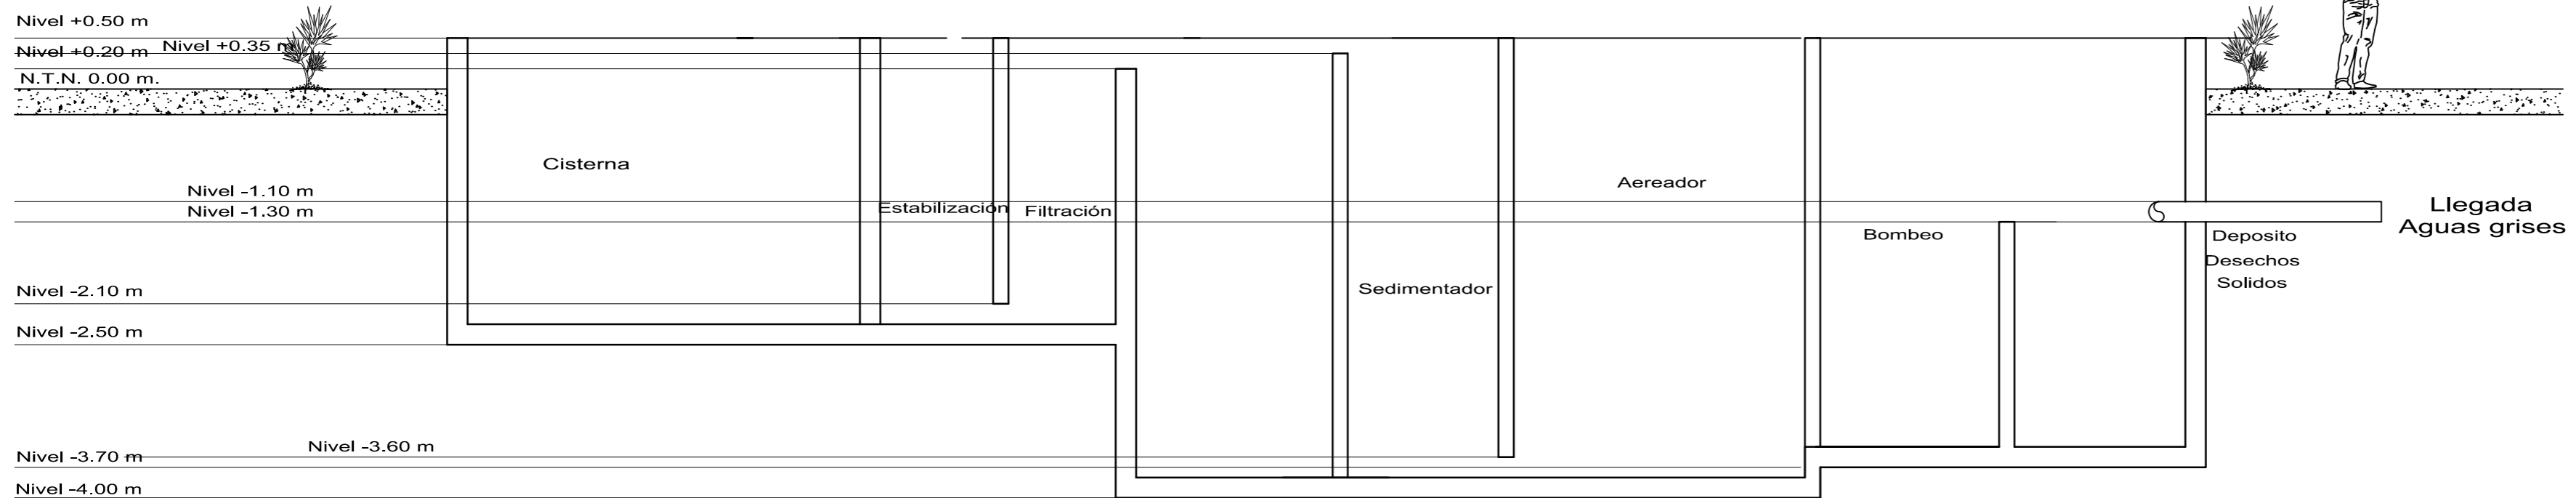 Nivel +0.50 m
Nivel +0.35 m
Nivel +0.20 m
N.T.N. 0.00 m.
Cisterna
Aereador
Nivel -1.10 m
Nivel -1.30 m
Estabilización
Filtración
Llegada
Aguas grises
Bombeo
Deposito
Desechos
Solidos
Sedimentador
Nivel -2.10 m
Nivel -2.50 m
Nivel -3.60 m
Nivel -3.70 m
Nivel -4.00 m